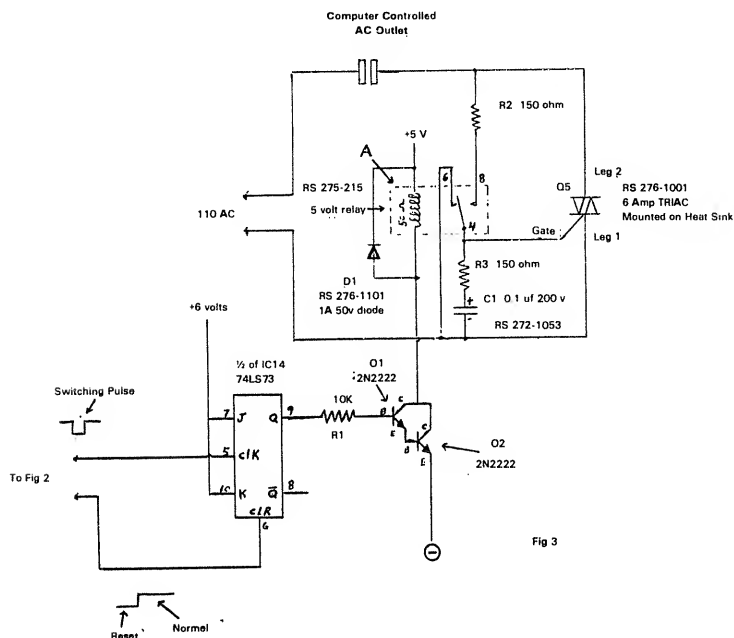 Computer Controlled
AC Outlet
R2 150 ohm
+5 V
A
6
8
Leg 2
RS 275-215
5 volt relay
Q5
RS 276-1001
6 Amp TRIAC
Mounted on Heat Sink
110 AC
4
Gate
Leg 1
R3 150 ohm
D1
RS 276-1101
1A 50v diode
+
C1 0.1 uf 200 v
-
RS 272-1053
+6 volts
½ of IC14
74LS73
O1
2N2222
Switching Pulse
10K
7 J Q 9
B C
R1
E
C
B
O2
2N2222
5 clK
E
To Fig 2
10 K Q̅ 8
clR
6
Fig 3
Reset
Normel